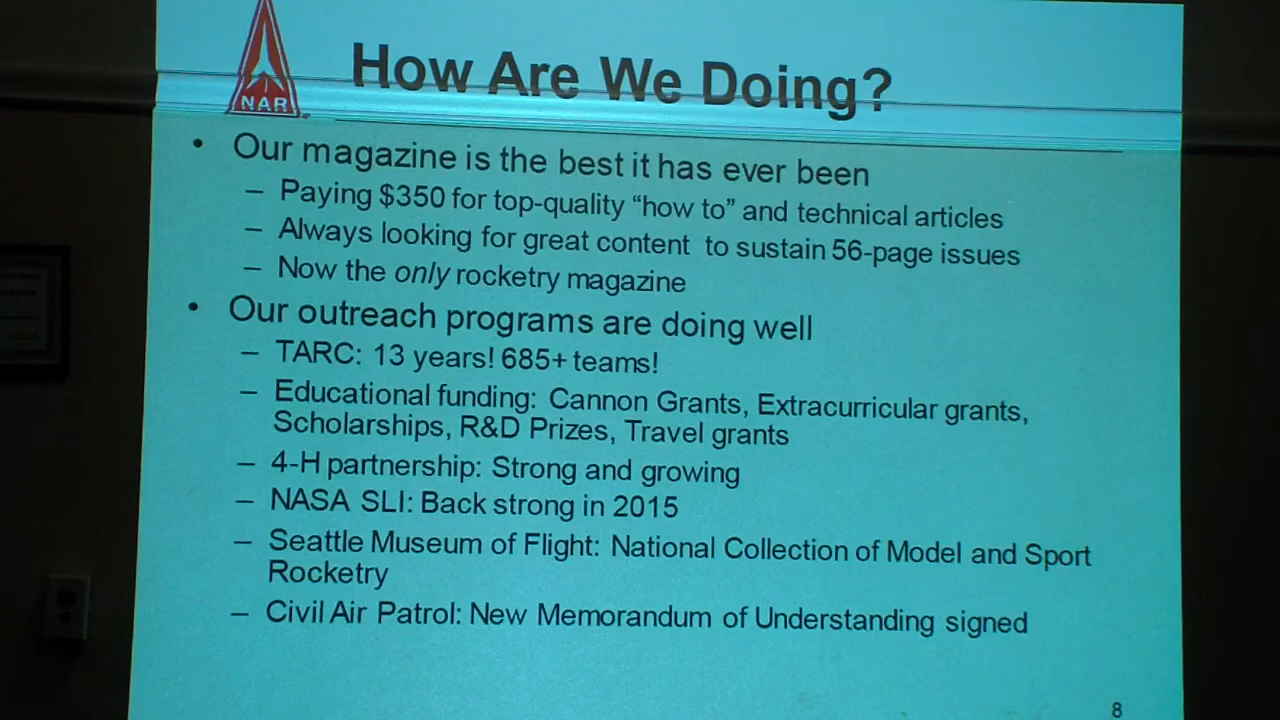 NAR
How Are We Doing?
• Our magazine is the best it has ever been
– Paying $350 for top-quality “how to” and technical articles
– Always looking for great content to sustain 56-page issues
– Now the only rocketry magazine
• Our outreach programs are doing well
– TARC: 13 years! 685+ teams!
– Educational funding: Cannon Grants, Extracurricular grants,
Scholarships, R&D Prizes, Travel grants
– 4-H partnership: Strong and growing
– NASA SLI: Back strong in 2015
– Seattle Museum of Flight: National Collection of Model and Sport
Rocketry
– Civil Air Patrol: New Memorandum of Understanding signed
8